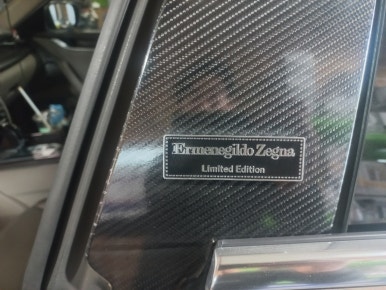 Ermenegildo Zegna
Limited Edition